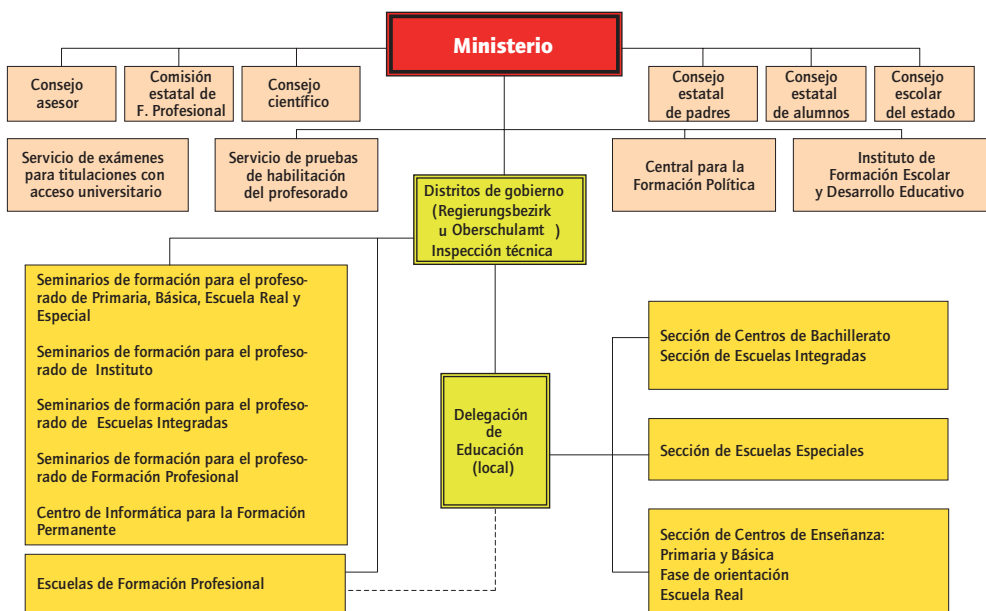 Ministerio
Consejo
asesor
Comisión
estatal de
F. Profesional
Consejo
científico
Consejo
estatal
de padres
Consejo
estatal
de alumnos
Consejo
escolar
del estado
Servicio de exámenes
para titulaciones con
acceso universitario
Servicio de pruebas
de habilitación
del profesorado
Central para la
Formación Política
Instituto de
Formación Escolar
y Desarrollo Educativo
Distritos de gobierno
(Regierungsbezirk
u Oberschulamt )
Inspección técnica
Seminarios de formación para el profeso-
rado de Primaria, Básica, Escuela Real y
Especial
Seminarios de formación para el profeso-
rado de Instituto
Seminarios de formación para el profeso-
rado de Escuelas Integradas
Seminarios de formación para el profeso-
rado de Formación Profesional
Centro de Informática para la Formación
Permanente
Escuelas de Formación Profesional
Delegación
de
Educación
(local)
Sección de Centros de Bachillerato
Sección de Escuelas Integradas
Sección de Escuelas Especiales
Sección de Centros de Enseñanza:
Primaria y Básica
Fase de orientación
Escuela Real